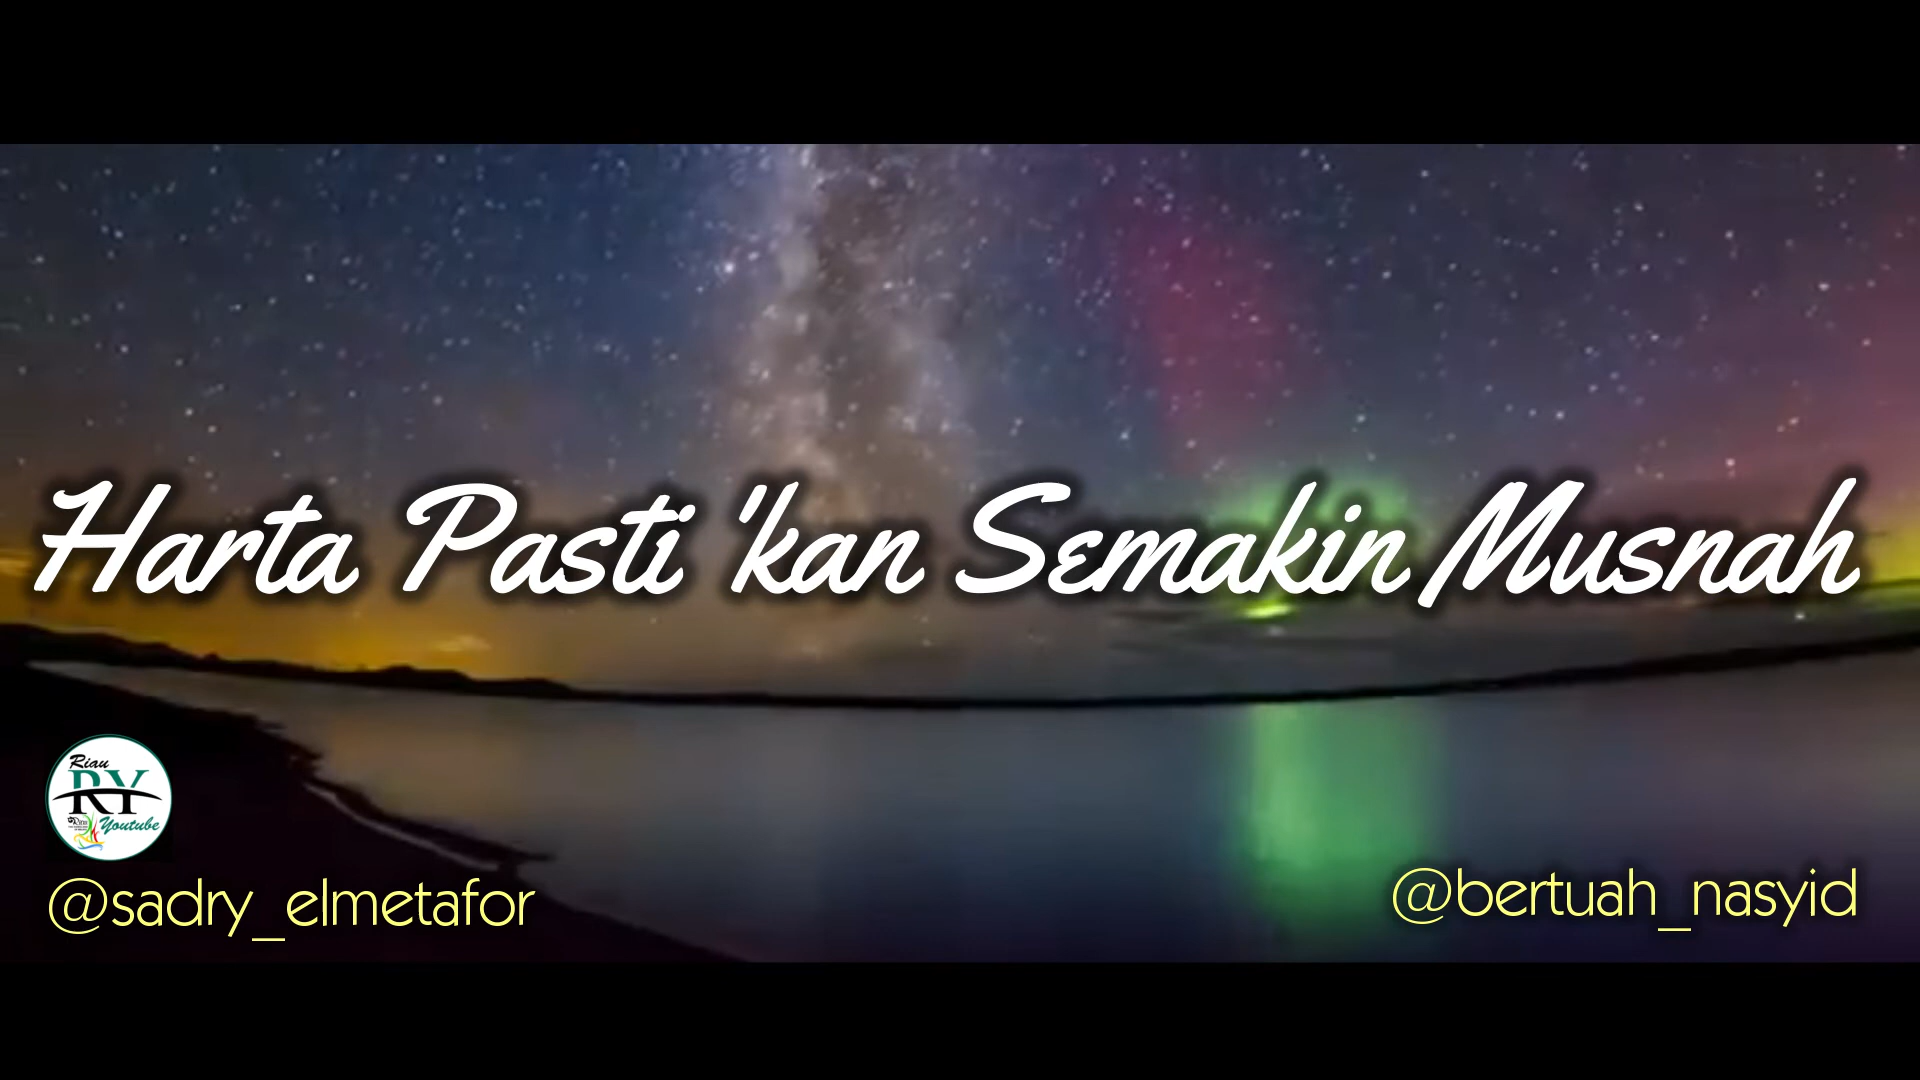 Harta Pasti 'kan Semakin Musnah
Riau
RY
Youtube
@sadry_elmetafor
@bertuah_nasyid